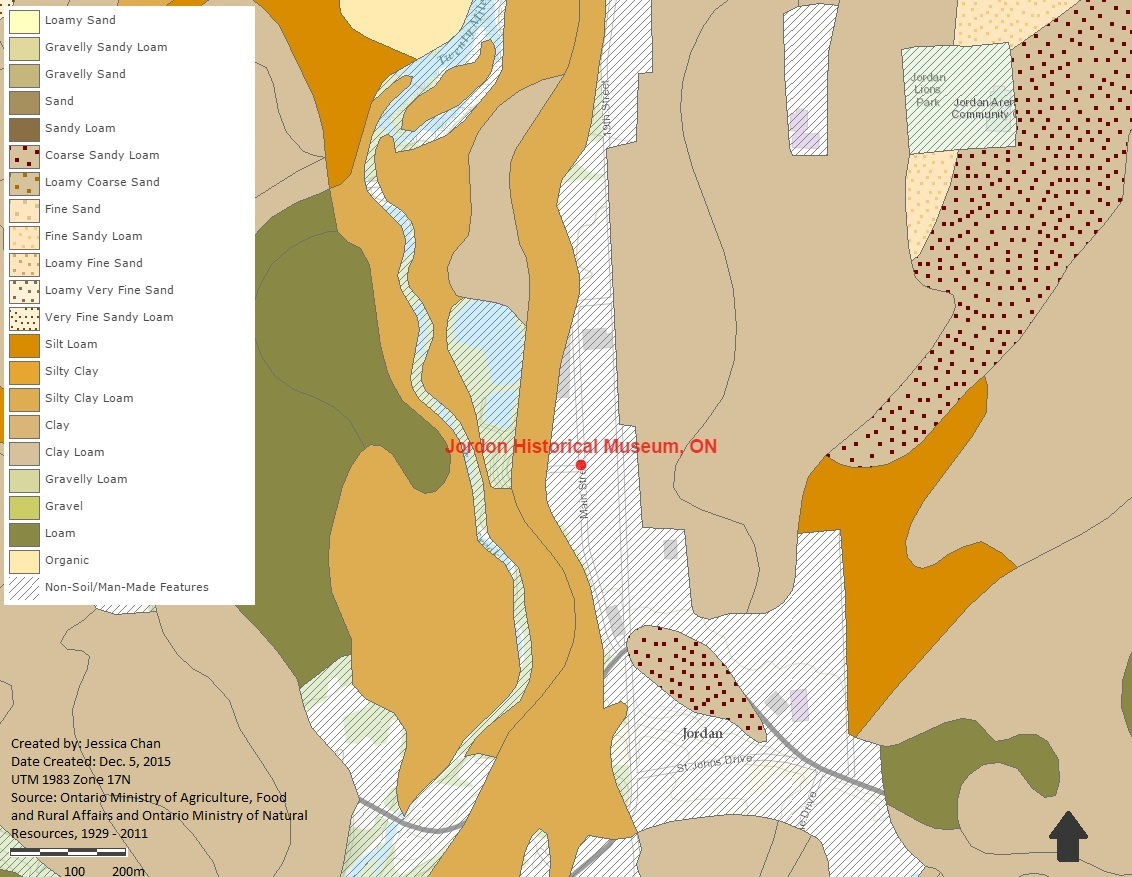 Loamy Sand
Gravelly Sandy Loam
Gravelly Sand
Sand
Sandy Loam
Coarse Sandy Loam
Loamy Coarse Sand
Fine Sand
Fine Sandy Loam
Loamy Fine Sand
Loamy Very Fine Sand
Very Fine Sandy Loam
Silt Loam
Silty Clay
Silty Clay Loam
Clay
Clay Loam
Gravelly Loam
Gravel
Loam
Organic
Non-Soil/Man-Made Features
Twenty Mile
19th Street
Jordan
Lions
Park
Jordan Aren
Community C
Jordon Historical Museum, ON
Main Stre
Jordan
St Johns Drive
e Drive
Created by: Jessica Chan
Date Created: Dec. 5, 2015
UTM 1983 Zone 17N
Source: Ontario Ministry of Agriculture, Food
and Rural Affairs and Ontario Ministry of Natural
Resources, 1929 - 2011
100 200m